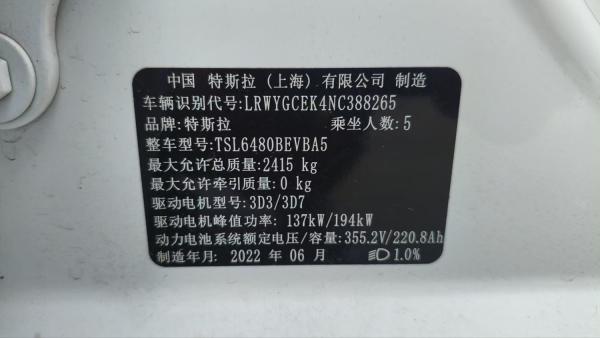 中国 特斯拉 (上海) 有限公司 制造
车辆识别代号:LRWYGCEK4NC388265
品牌:特斯拉 乘坐人数:5
整车型号:TSL6480BEVBA5
最大允许总质量:2415 kg
最大允许牵引质量:0 kg
驱动电机型号:3D3/3D7
驱动电机峰值功率: 137kW/194kW
动力电池系统额定电压/容量:355.2V/220.8Ah
制造年月: 2022 年 06 月 1.0%